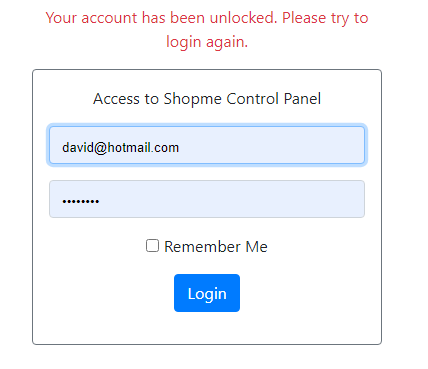 Your account has been unlocked. Please try to
login again.
Access to Shopme Control Panel
david@hotmail.com
••••••••
Remember Me
Login